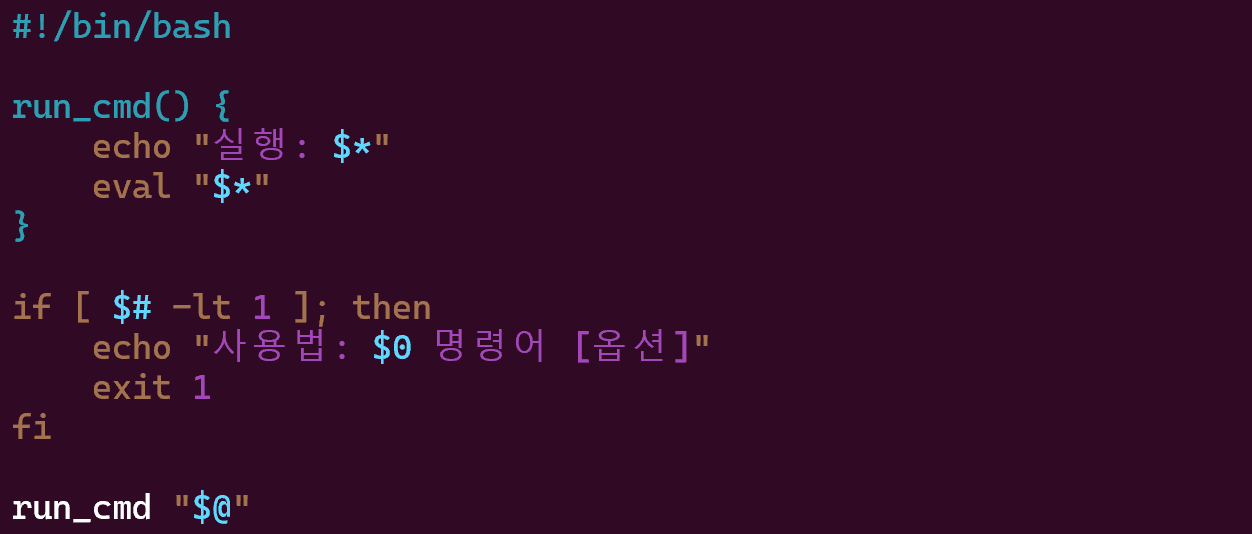 #!/bin/bash

run_cmd() {
    echo "실행: $*"
    eval "$*"
}

if [ $# -lt 1 ]; then
    echo "사용법: $0 명령어 [옵션]"
    exit 1
fi

run_cmd "$@"